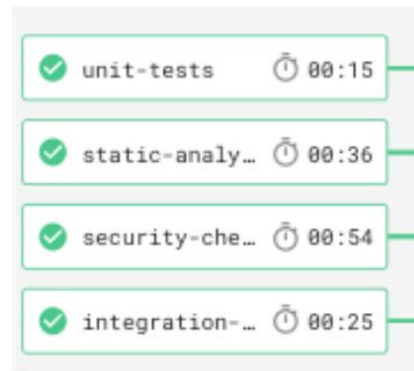 unit-tests 00:15
static-analy… 00:36
security-che… 00:54
integration-… 00:25